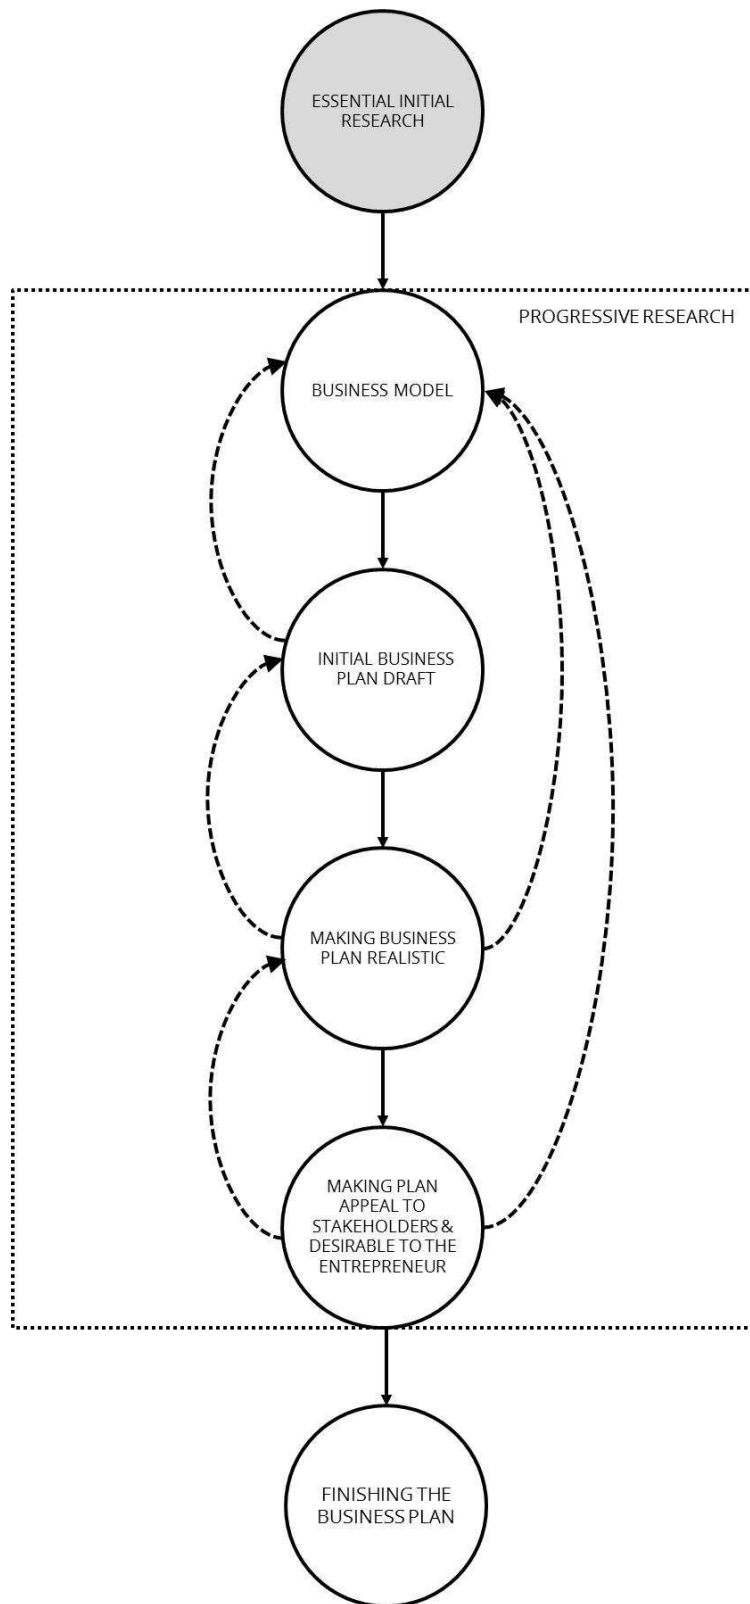 ESSENTIAL INITIAL
RESEARCH
PROGRESSIVE RESEARCH
BUSINESS MODEL
INITIAL BUSINESS
PLAN DRAFT
MAKING BUSINESS
PLAN REALISTIC
MAKING PLAN
APPEAL TO
STAKEHOLDERS &
DESIRABLE TO THE
ENTREPRENEUR
FINISHING THE
BUSINESS PLAN